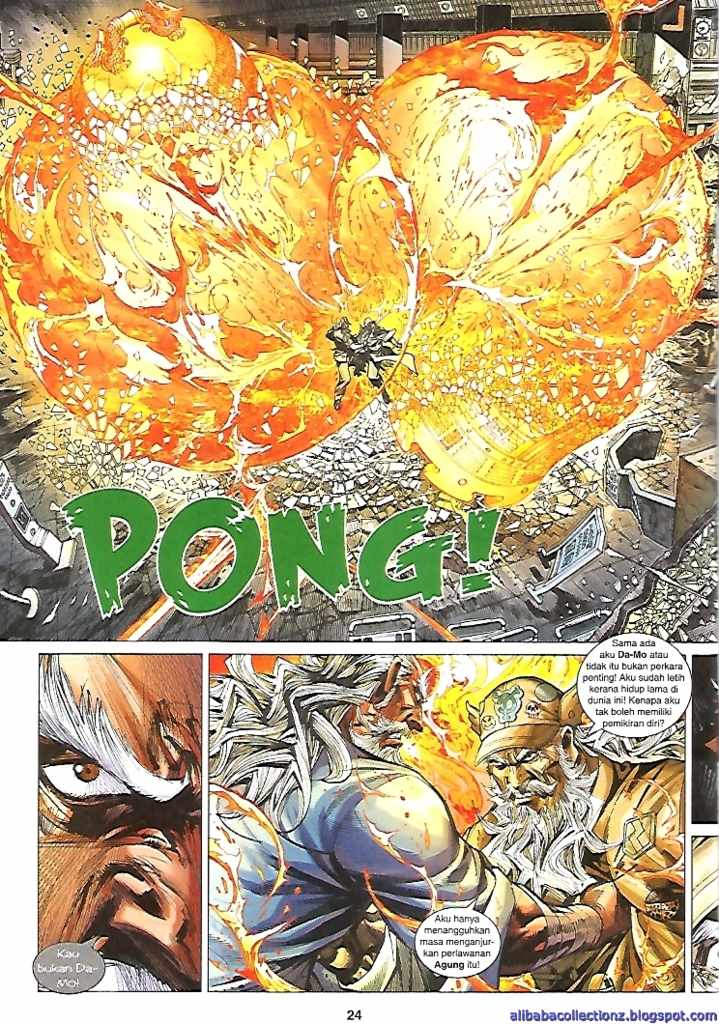 PONG!
Kau
bukan Da-
Mo!
Sama ada
aku Da-Mo atau
tidak itu bukan perkara
ponting! Aku sudah letih
kerana hidup lama di
dunia ini! Kenapa aku
tak boleh memiliki
pemikiran diri?
Aku hanya
menangguhkan
masa menganjur-
kan perlawanan
Agung itu!
24
alibabacollectionz.blogspot.com